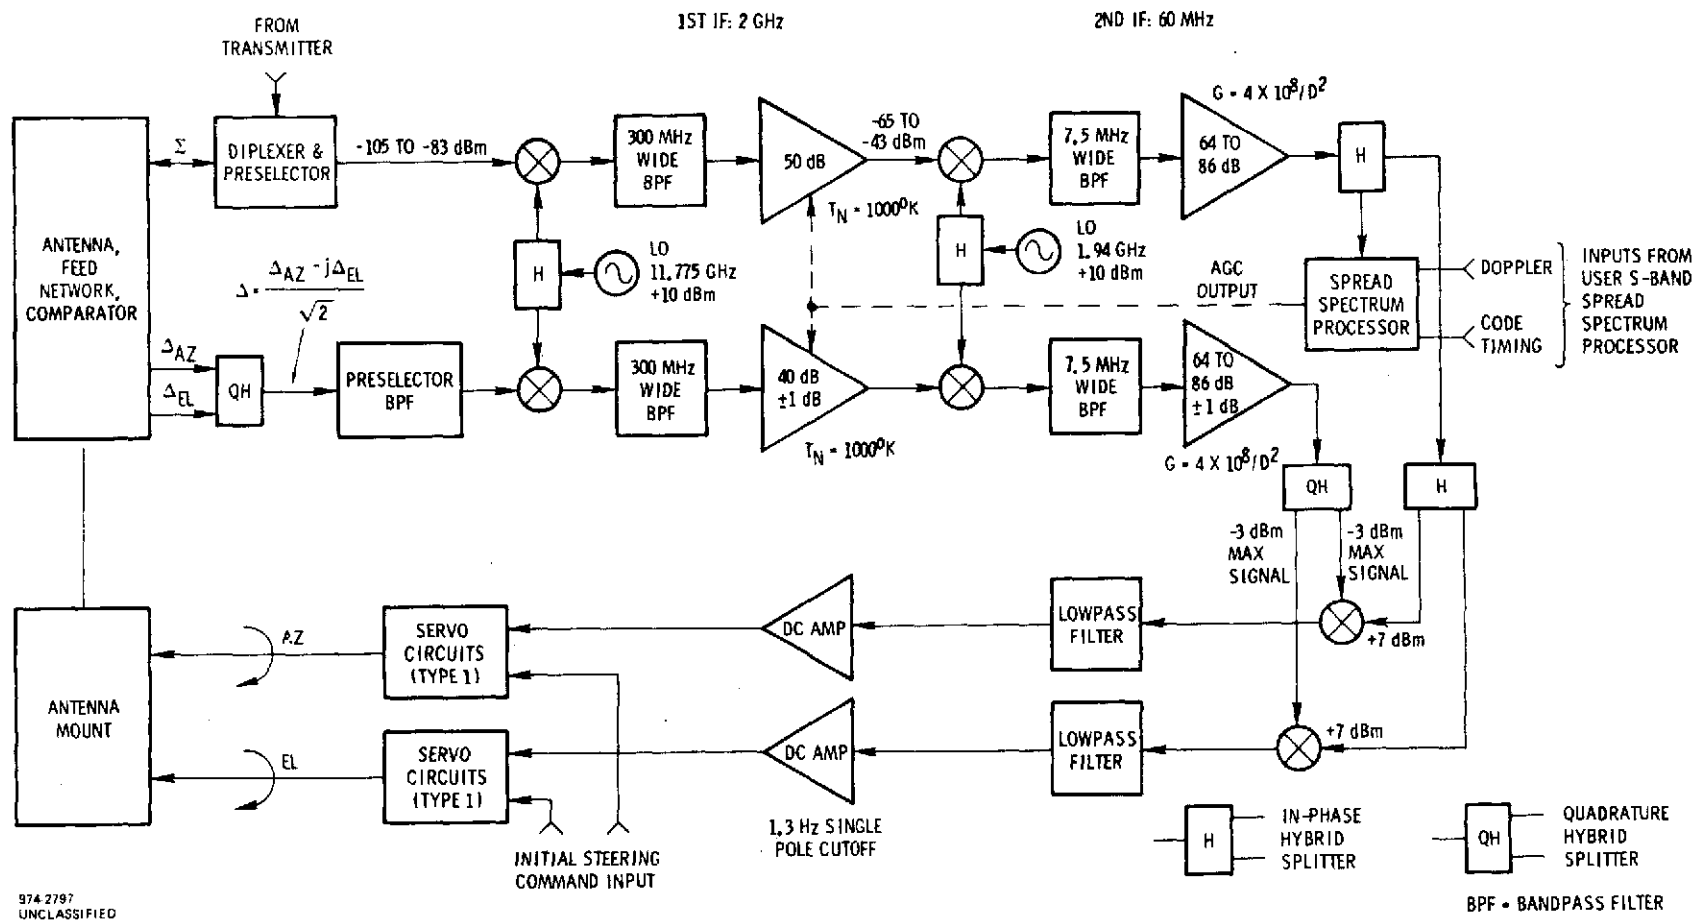 FROM
TRANSMITTER
1ST IF: 2 GHz
2ND IF: 60 MHz
G = 4 X 10⁸/D²
Σ
DIPLEXER &
PRESELECTOR
-105 TO -83 dBm
300 MHz
WIDE
BPF
50 dB
-65 TO
-43 dBm
7.5 MHz
WIDE
BPF
64 TO
86 dB
H
T_N = 1000⁰K
ANTENNA,
FEED
NETWORK,
COMPARATOR
Δ = Δ_AZ - jΔ_EL / √2
H
LO
11.775 GHz
+10 dBm
H
LO
1.94 GHz
+10 dBm
AGC
OUTPUT
SPREAD
SPECTRUM
PROCESSOR
DOPPLER
CODE
TIMING
INPUTS FROM
USER S-BAND
SPREAD
SPECTRUM
PROCESSOR
Δ_AZ
Δ_EL
QH
PRESELECTOR
BPF
300 MHz
WIDE
BPF
40 dB
±1 dB
T_N = 1000⁰K
7.5 MHz
WIDE
BPF
64 TO
86 dB
±1 dB
G = 4 X 10⁸/D²
QH
H
-3 dBm
MAX
SIGNAL
-3 dBm
MAX
SIGNAL
ANTENNA
MOUNT
AZ
SERVO
CIRCUITS
(TYPE 1)
DC AMP
LOWPASS
FILTER
+7 dBm
EL
SERVO
CIRCUITS
(TYPE 1)
DC AMP
LOWPASS
FILTER
+7 dBm
1.3 Hz SINGLE
POLE CUTOFF
INITIAL STEERING
COMMAND INPUT
H
IN-PHASE
HYBRID
SPLITTER
QH
QUADRATURE
HYBRID
SPLITTER
974-2797
UNCLASSIFIED
BPF = BANDPASS FILTER